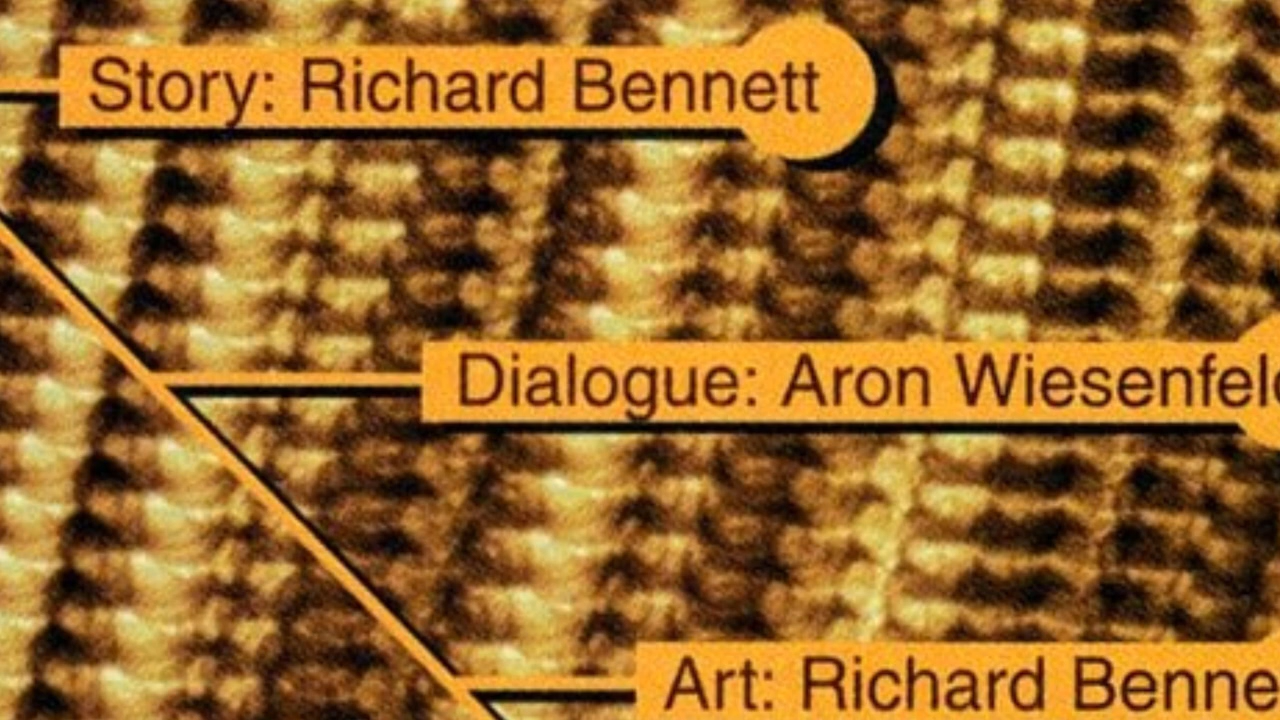 Story: Richard Bennett
Dialogue: Aron Wiesenfel
Art: Richard Benne